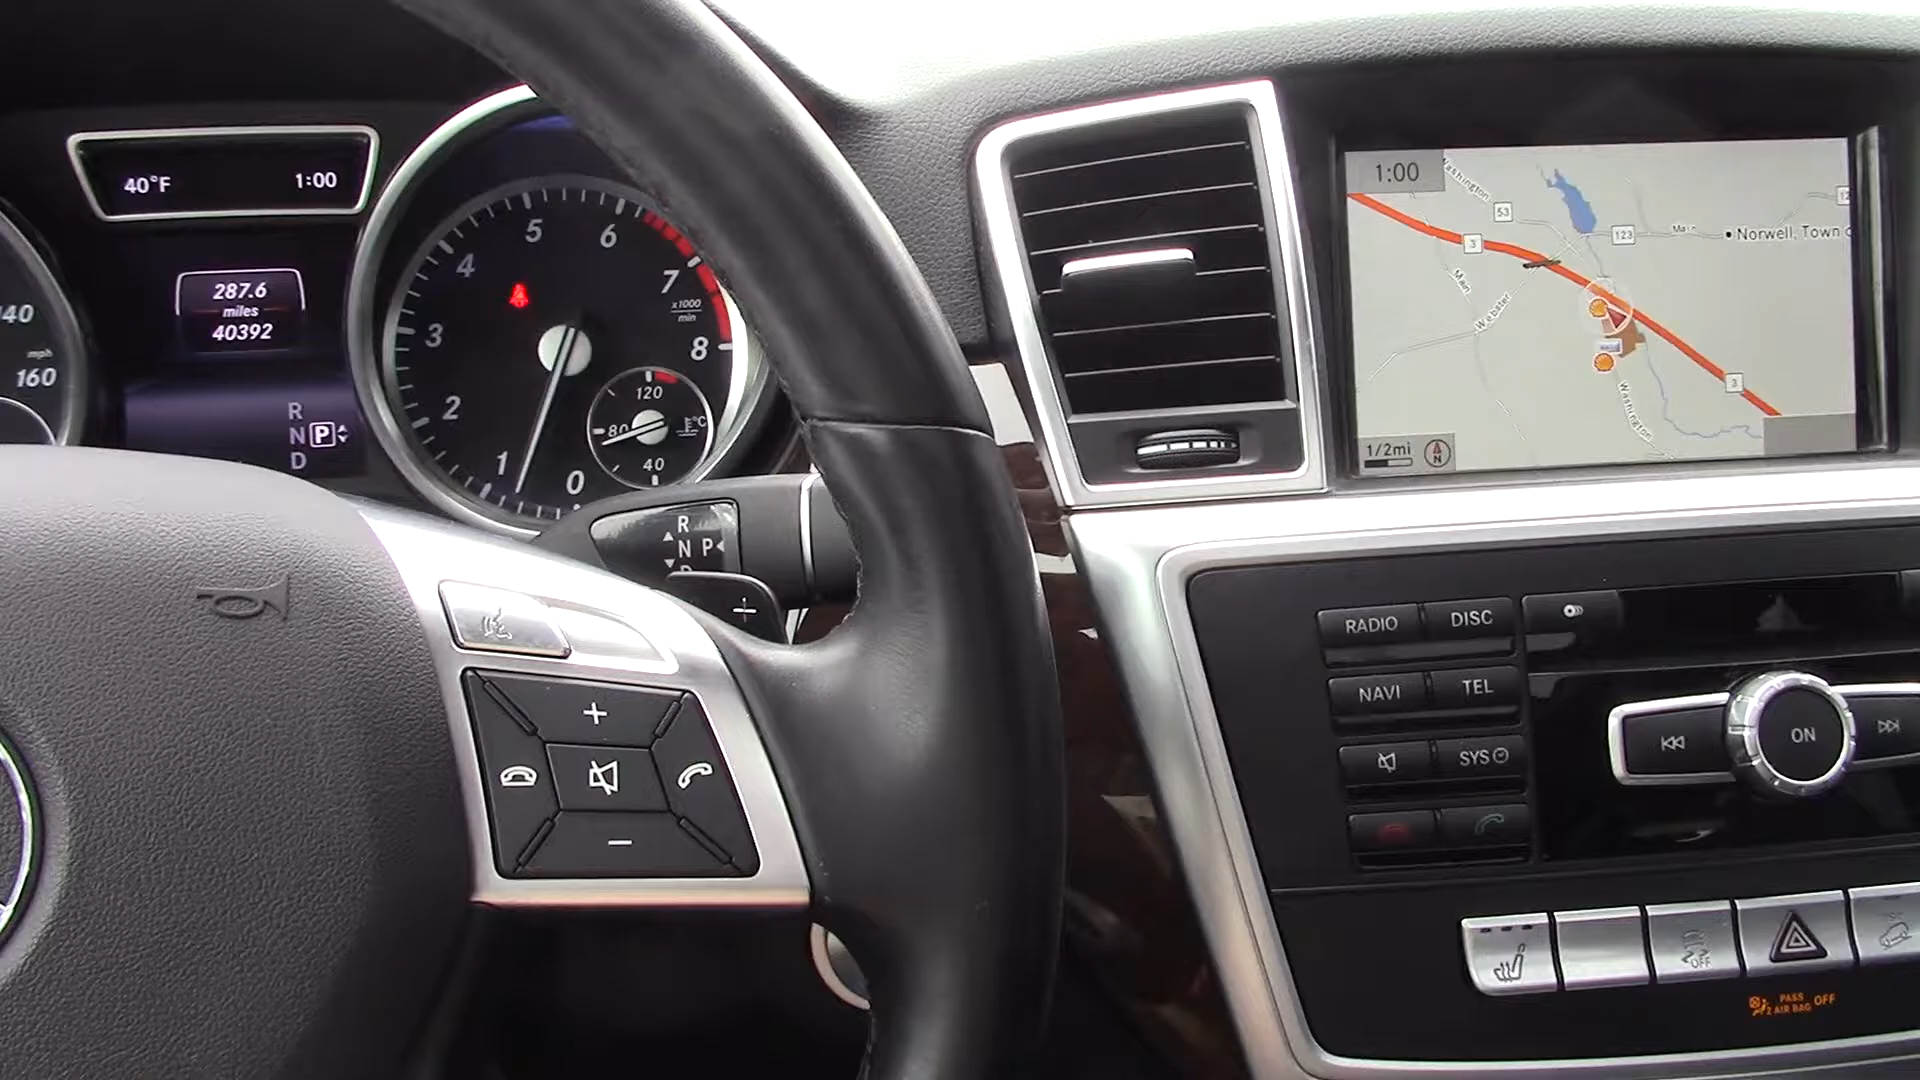 40°F 1:00
287.6
miles
40392
140
mph
160
R
N P
D
0
1
2
3
4
5
6
7
8
x1000
min
120
80
40
°C
R
N P
+
+
−
1:00
Washington
53
3
123
Main
Norwell, Town
Main
Webster
3
Washington
1/2mi
N
RADIO DISC
NAVI TEL
SYS
ON
OFF
PASS
AIR BAG OFF
2